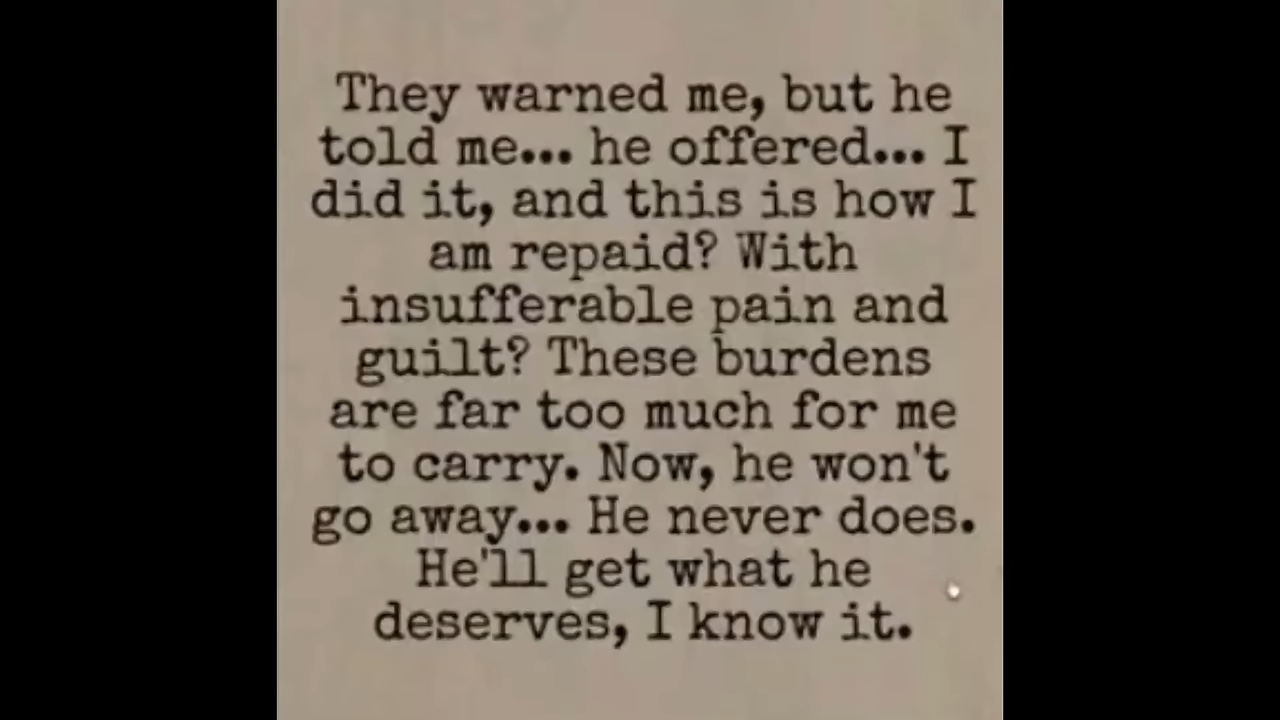 They warned me, but he
told me... he offered... I
did it, and this is how I
am repaid? With
insufferable pain and
guilt? These burdens
are far too much for me
to carry. Now, he won't
go away... He never does.
He'll get what he
deserves, I know it.